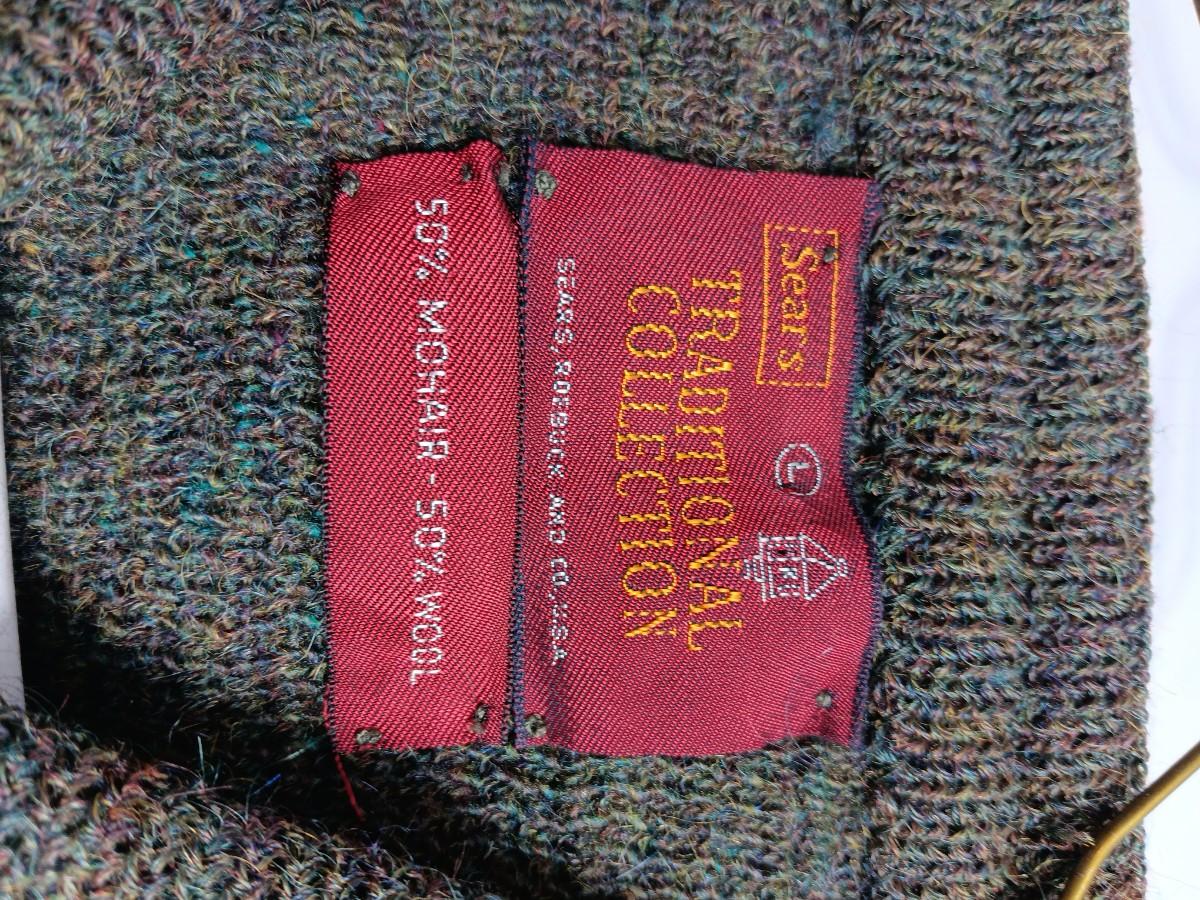 Sears
L
TRADITIONAL
COLLECTION
SEARS, ROEBUCK AND CO., U.S.A.
50% MOHAIR - 50% WOOL